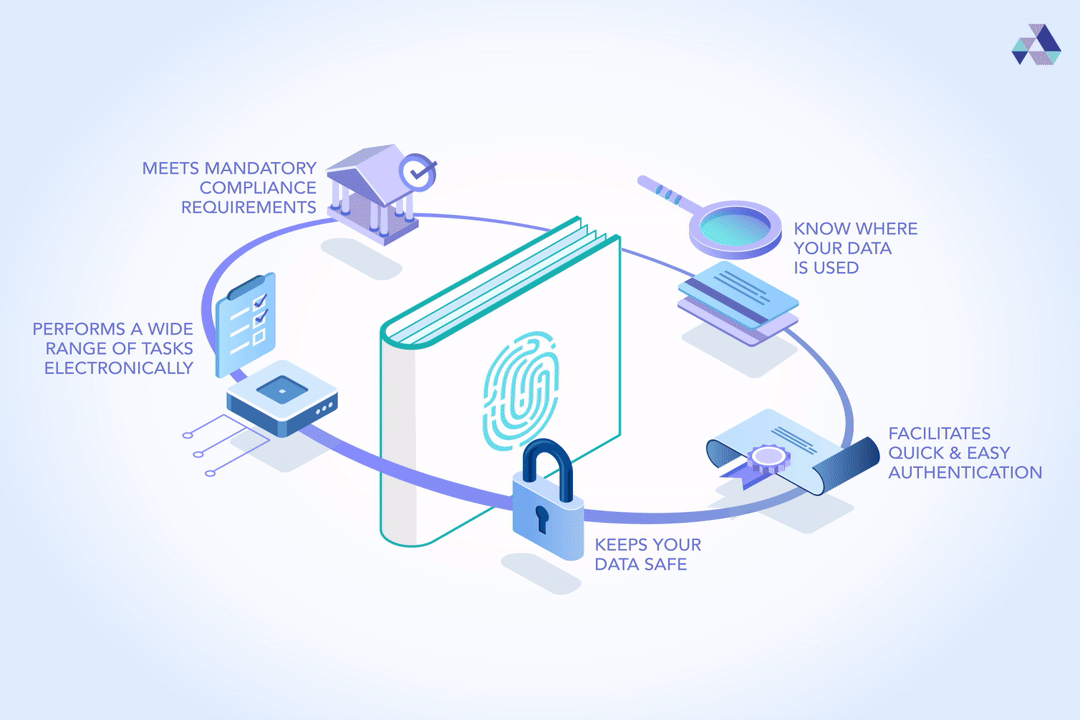 MEETS MANDATORY
COMPLIANCE
REQUIREMENTS
KNOW WHERE
YOUR DATA
IS USED
PERFORMS A WIDE
RANGE OF TASKS
ELECTRONICALLY
FACILITATES
QUICK & EASY
AUTHENTICATION
KEEPS YOUR
DATA SAFE